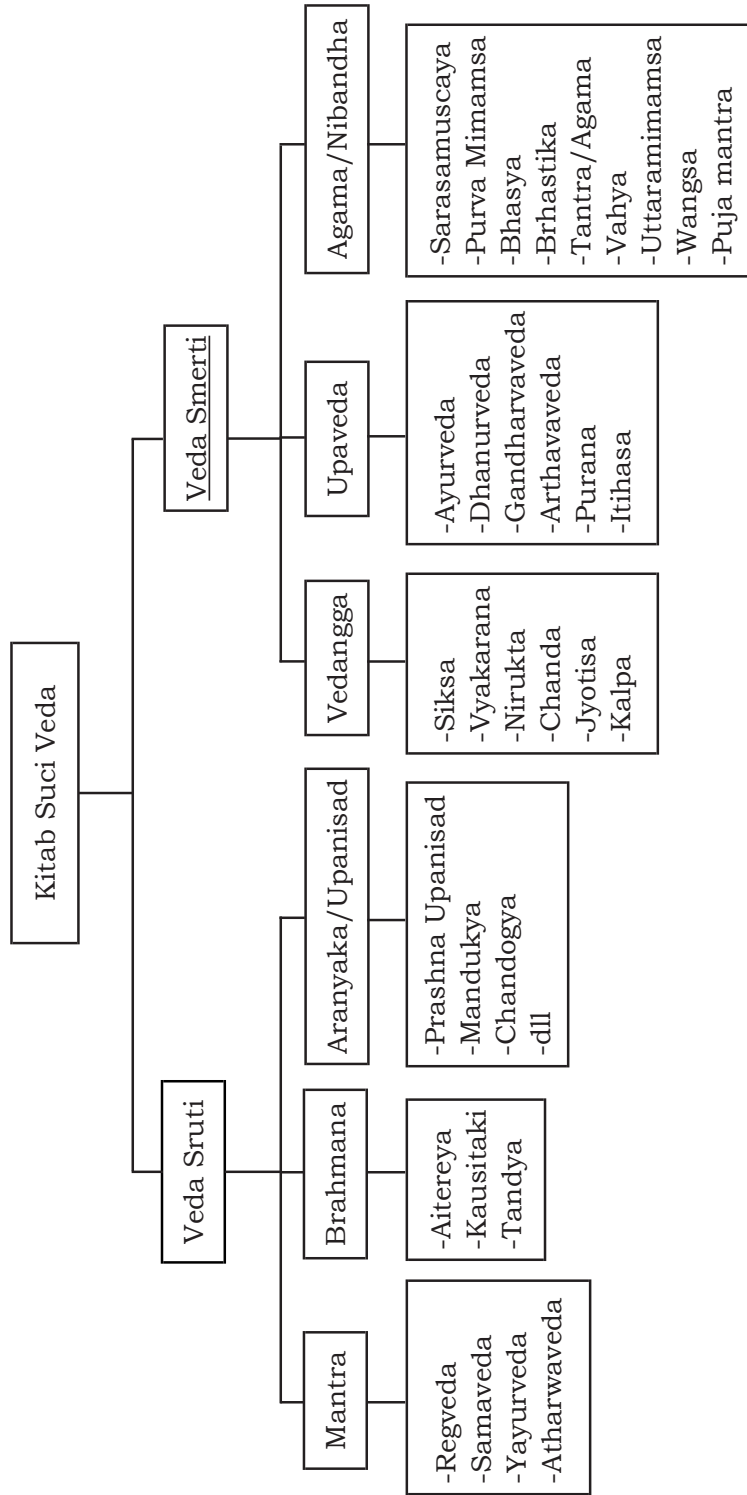 Kitab Suci Veda
Veda Sruti
Veda Smerti
Mantra
Brahmana
Aranyaka/Upanisad
Vedangga
Upaveda
Agama/Nibandha
-Regveda
-Samaveda
-Yayurveda
-Atharwaveda
-Aitereya
-Kausitaki
-Tandya
-Prashna Upanisad
-Mandukya
-Chandogya
-dll
-Siksa
-Vyakarana
-Nirukta
-Chanda
-Jyotisa
-Kalpa
-Ayurveda
-Dhanurveda
-Gandharvaveda
-Arthavaveda
-Purana
-Itihasa
-Sarasamuscaya
-Purva Mimamsa
-Bhasya
-Brhastika
-Tantra/Agama
-Vahya
-Uttaramimamsa
-Wangsa
-Puja mantra